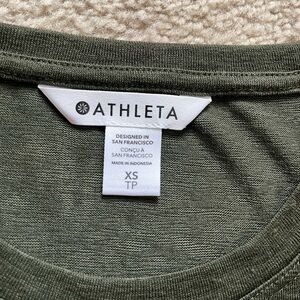 ATHLETA
DESIGNED IN
SAN FRANCISCO
CONÇU À
SAN FRANCISCO
MADE IN INDONESIA
XS
TP